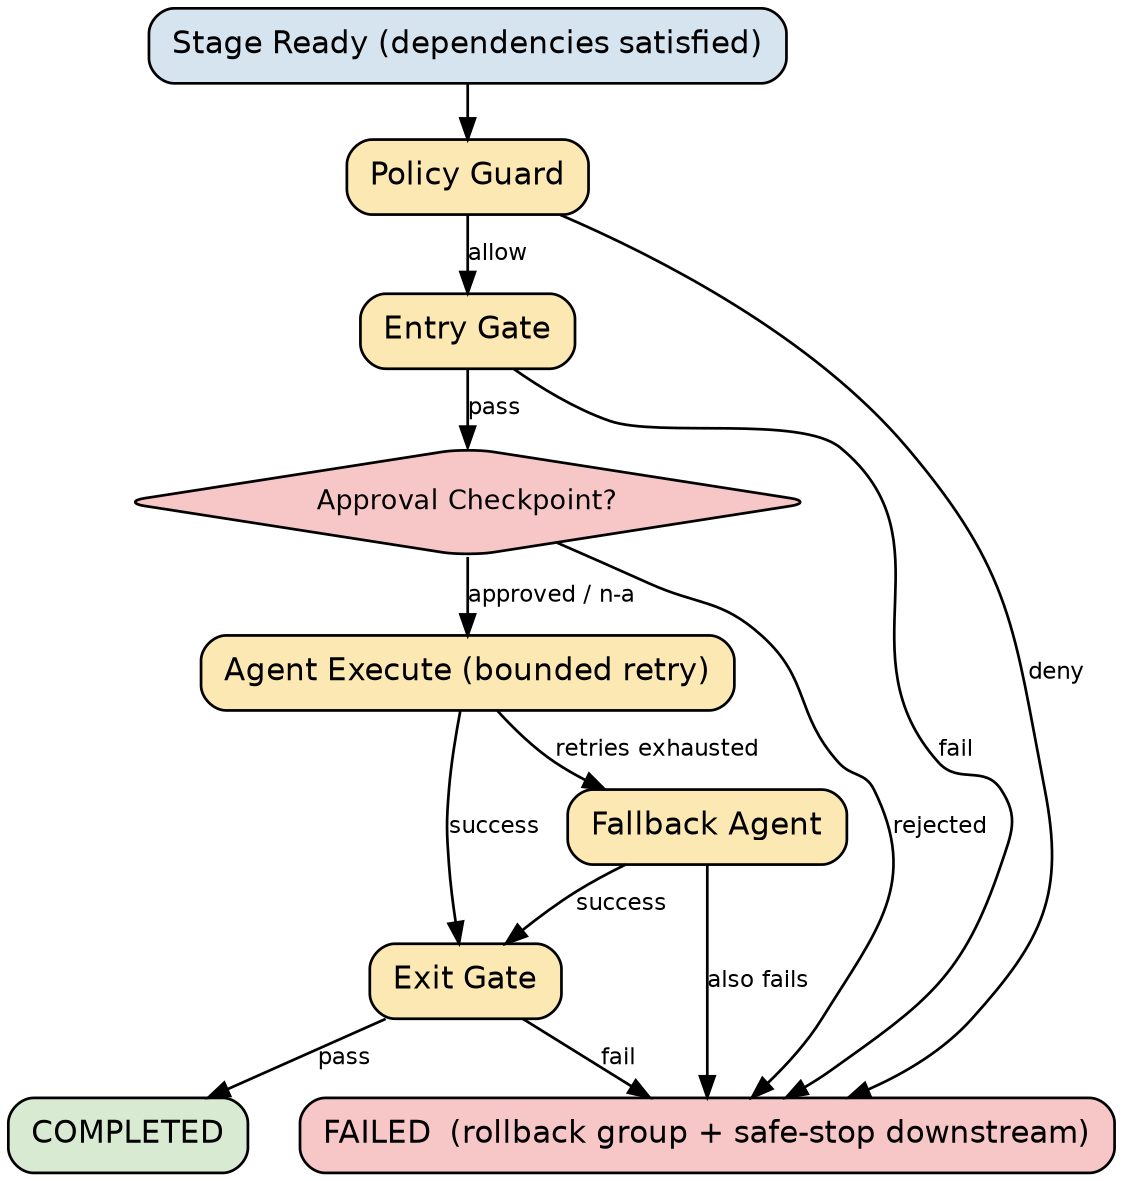 Stage Ready (dependencies satisfied)
Policy Guard
allow
Entry Gate
pass
Approval Checkpoint?
approved / n-a
Agent Execute (bounded retry)
deny
retries exhausted
fail
success
Fallback Agent
rejected
success
Exit Gate
also fails
pass
fail
COMPLETED
FAILED  (rollback group + safe-stop downstream)